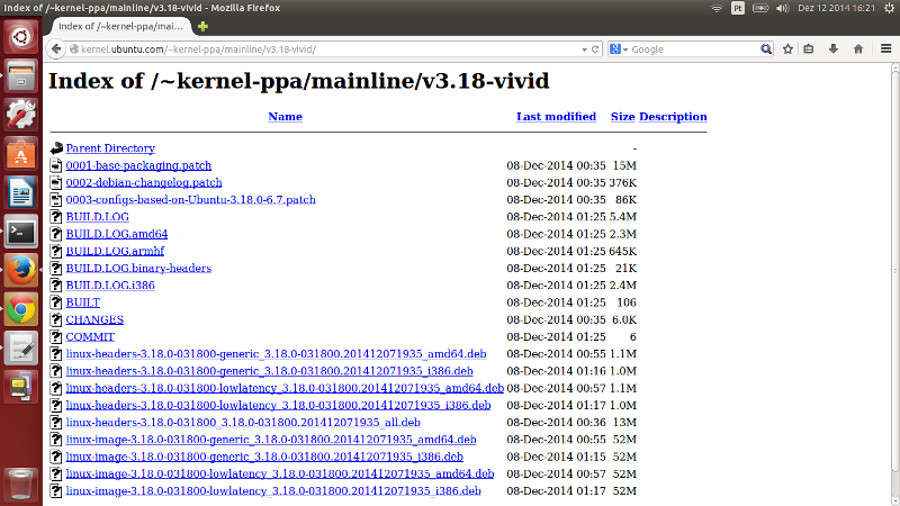 Index of /~kernel-ppa/mainline/v3.18-vivid - Mozilla Firefox Pt Dez 12 2014 16:21
Index of /~kernel-ppa/mai...
kernel.ubuntu.com/~kernel-ppa/mainline/v3.18-vivid/ Google
Index of /~kernel-ppa/mainline/v3.18-vivid
Name Last modified Size Description
Parent Directory -
0001-base-packaging.patch 08-Dec-2014 00:35 15M
0002-debian-changelog.patch 08-Dec-2014 00:35 376K
0003-configs-based-on-Ubuntu-3.18.0-6.7.patch 08-Dec-2014 00:35 86K
BUILD.LOG 08-Dec-2014 01:25 5.4M
BUILD.LOG.amd64 08-Dec-2014 01:25 2.3M
BUILD.LOG.armhf 08-Dec-2014 01:25 645K
BUILD.LOG.binary-headers 08-Dec-2014 01:25 21K
BUILD.LOG.i386 08-Dec-2014 01:25 2.4M
BUILT 08-Dec-2014 01:25 106
CHANGES 08-Dec-2014 00:35 6.0K
COMMIT 08-Dec-2014 01:25 6
linux-headers-3.18.0-031800-generic_3.18.0-031800.201412071935_amd64.deb 08-Dec-2014 00:55 1.1M
linux-headers-3.18.0-031800-generic_3.18.0-031800.201412071935_i386.deb 08-Dec-2014 01:16 1.0M
linux-headers-3.18.0-031800-lowlatency_3.18.0-031800.201412071935_amd64.deb 08-Dec-2014 00:57 1.1M
linux-headers-3.18.0-031800-lowlatency_3.18.0-031800.201412071935_i386.deb 08-Dec-2014 01:17 1.0M
linux-headers-3.18.0-031800_3.18.0-031800.201412071935_all.deb 08-Dec-2014 00:36 13M
linux-image-3.18.0-031800-generic_3.18.0-031800.201412071935_amd64.deb 08-Dec-2014 00:55 52M
linux-image-3.18.0-031800-generic_3.18.0-031800.201412071935_i386.deb 08-Dec-2014 01:15 52M
linux-image-3.18.0-031800-lowlatency_3.18.0-031800.201412071935_amd64.deb 08-Dec-2014 00:57 52M
linux-image-3.18.0-031800-lowlatency_3.18.0-031800.201412071935_i386.deb 08-Dec-2014 01:17 52M